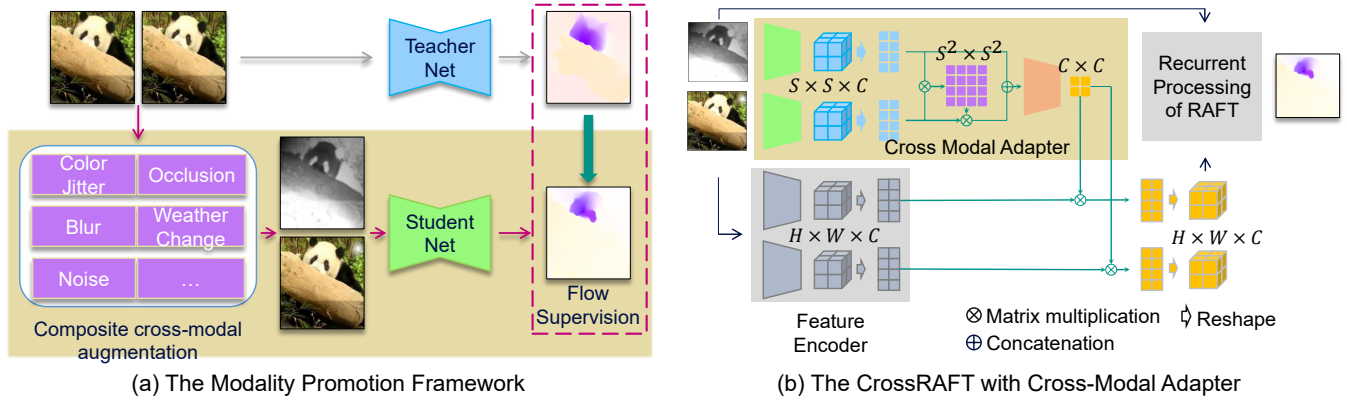 Teacher
Net
Color
Jitter
Occlusion
Blur
Weather
Change
Noise
...
Composite cross-modal
augmentation
Student
Net
Flow
Supervision
(a) The Modality Promotion Framework
S × S × C
S² × S²
C × C
Cross Modal Adapter
Recurrent
Processing
of RAFT
H × W × C
H × W × C
Feature
Encoder
⊗ Matrix multiplication
⊕ Concatenation
Reshape
(b) The CrossRAFT with Cross-Modal Adapter